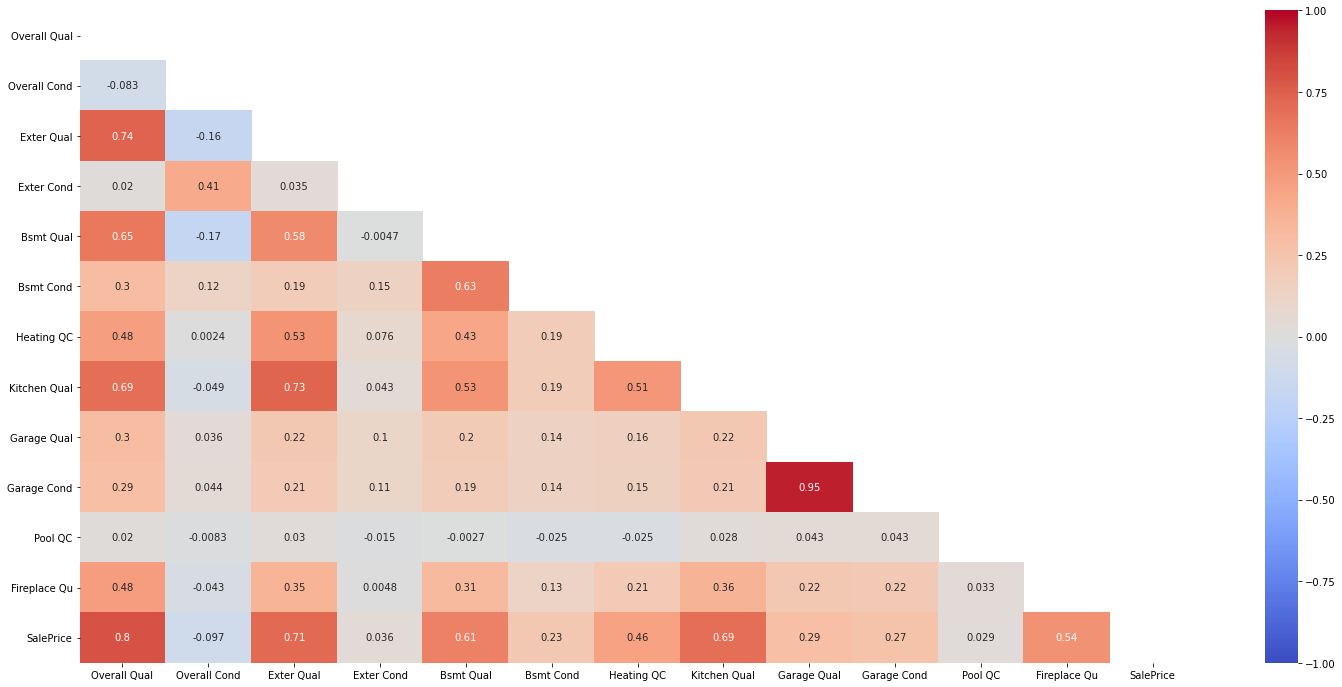 1.00
Overall Qual
Overall Cond -0.083
0.75
Exter Qual 0.74 -0.16
Exter Cond 0.02 0.41 0.035
0.50
Bsmt Qual 0.65 -0.17 0.58 -0.0047
0.25
Bsmt Cond 0.3 0.12 0.19 0.15 0.63
Heating QC 0.48 0.0024 0.53 0.076 0.43 0.19
0.00
Kitchen Qual 0.69 -0.049 0.73 0.043 0.53 0.19 0.51
−0.25
Garage Qual 0.3 0.036 0.22 0.1 0.2 0.14 0.16 0.22
Garage Cond 0.29 0.044 0.21 0.11 0.19 0.14 0.15 0.21 0.95
−0.50
Pool QC 0.02 -0.0083 0.03 -0.015 -0.0027 -0.025 -0.025 0.028 0.043 0.043
−0.75
Fireplace Qu 0.48 -0.043 0.35 0.0048 0.31 0.13 0.21 0.36 0.22 0.22 0.033
SalePrice 0.8 -0.097 0.71 0.036 0.61 0.23 0.46 0.69 0.29 0.27 0.029 0.54
−1.00
Overall Qual Overall Cond Exter Qual Exter Cond Bsmt Qual Bsmt Cond Heating QC Kitchen Qual Garage Qual Garage Cond Pool QC Fireplace Qu SalePrice